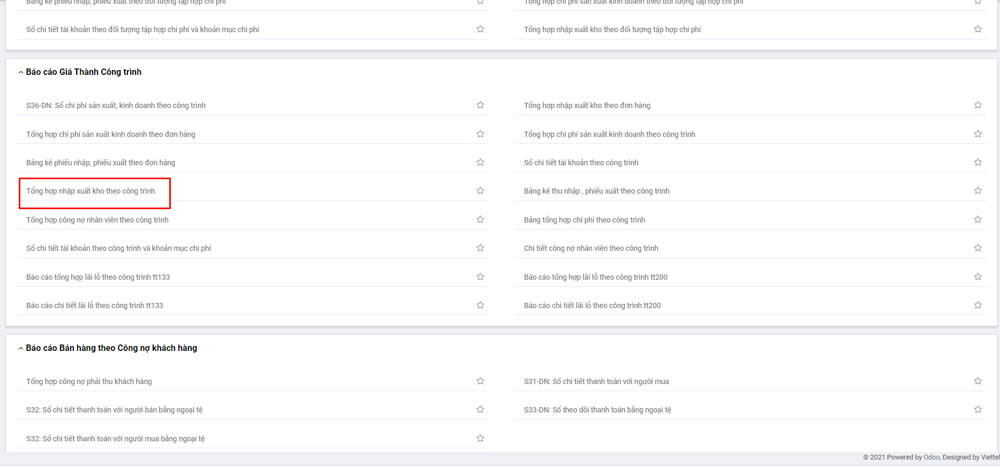 Bảng kê phiếu nhập, phiếu xuất theo đối tượng tập hợp chi phí
Tổng hợp chi phí sản xuất kinh doanh theo đối tượng tập hợp chi phí
Sổ chi tiết tài khoản theo đối tượng tập hợp chi phí và khoản mục chi phí
Tổng hợp nhập xuất kho theo đối tượng tập hợp chi phí
Báo cáo Giá Thành Công trình
S36-DN: Sổ chi phí sản xuất, kinh doanh theo công trình
Tổng hợp nhập xuất kho theo đơn hàng
Tổng hợp chi phí sản xuất kinh doanh theo đơn hàng
Tổng hợp chi phí sản xuất kinh doanh theo công trình
Bảng kê phiếu nhập, phiếu xuất theo đơn hàng
Sổ chi tiết tài khoản theo công trình
Tổng hợp nhập xuất kho theo công trình
Bảng kê thu nhập , phiếu xuất theo công trình
Tổng hợp công nợ nhân viên theo công trình
Bảng tổng hợp chi phí theo công trình
Sổ chi tiết tài khoản theo công trình và khoản mục chi phí
Chi tiết công nợ nhân viên theo công trình
Báo cáo tổng hợp lãi lỗ theo công trình tt133
Báo cáo tổng hợp lãi lỗ theo công trình tt200
Báo cáo chi tiết lãi lỗ theo công trình tt133
Báo cáo chi tiết lãi lỗ theo công trình tt200
Báo cáo Bán hàng theo Công nợ khách hàng
Tổng hợp công nợ phải thu khách hàng
S31-DN: Sổ chi tiết thanh toán với người mua
S32: Sổ chi tiết thanh toán với người bán bằng ngoại tệ
S33-DN: Sổ theo dõi thanh toán bằng ngoại tệ
S32: Sổ chi tiết thanh toán với người mua bằng ngoại tệ
© 2021 Powered by Odoo, Designed by Viettel